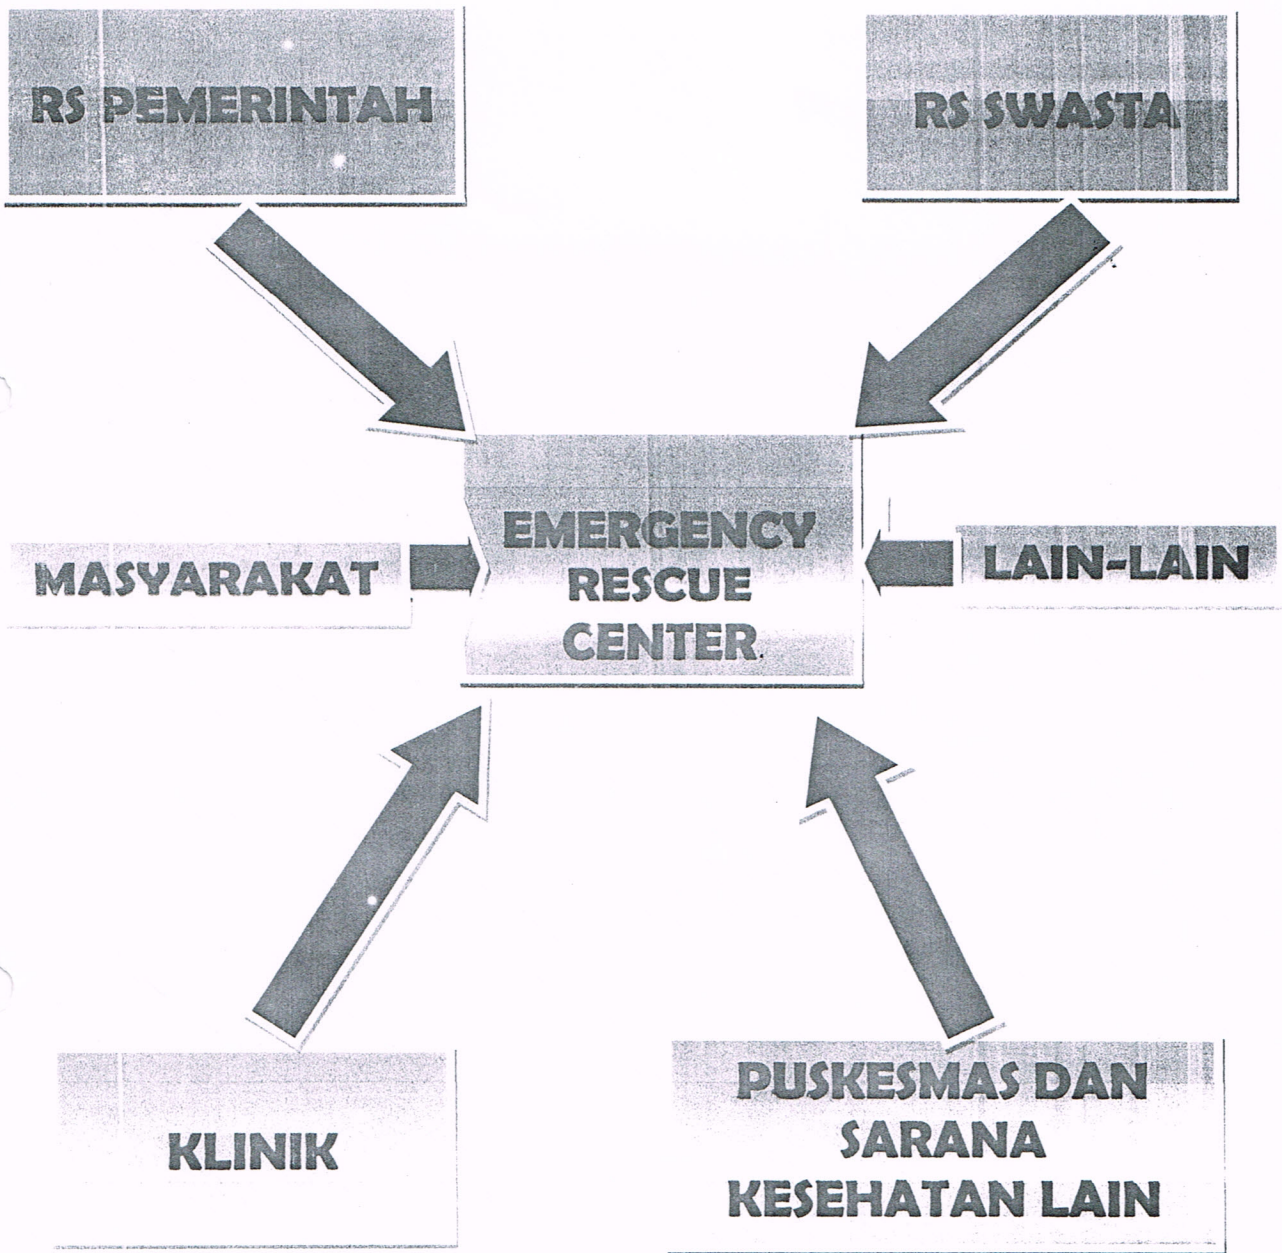 RS PEMERINTAH
RS SWASTA
MASYARAKAT
EMERGENCY
RESCUE
CENTER
LAIN-LAIN
KLINIK
PUSKESMAS DAN
SARANA
KESEHATAN LAIN